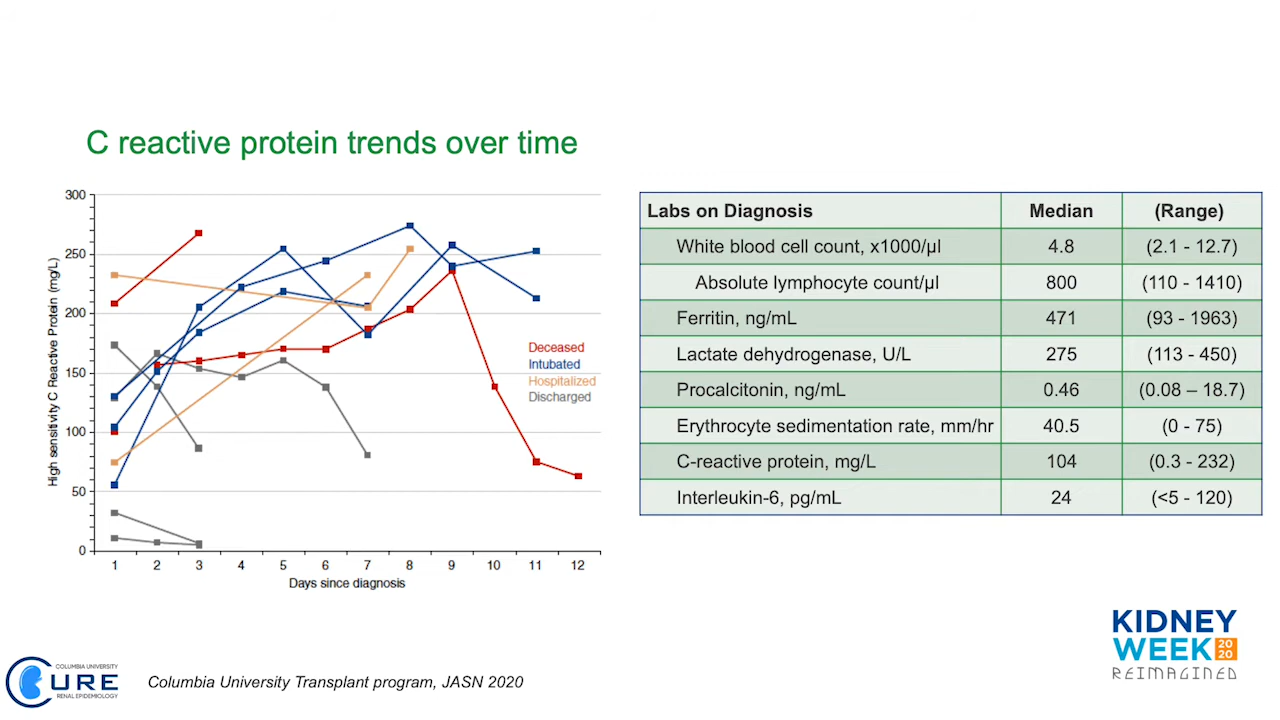 C reactive protein trends over time
High sensitivity C Reactive Protein (mg/L)
300
250
200
150
100
50
0
1 2 3 4 5 6 7 8 9 10 11 12
Days since diagnosis
Deceased
Intubated
Hospitalized
Discharged
Labs on Diagnosis Median (Range)
White blood cell count, x1000/µl 4.8 (2.1 - 12.7)
Absolute lymphocyte count/µl 800 (110 - 1410)
Ferritin, ng/mL 471 (93 - 1963)
Lactate dehydrogenase, U/L 275 (113 - 450)
Procalcitonin, ng/mL 0.46 (0.08 – 18.7)
Erythrocyte sedimentation rate, mm/hr 40.5 (0 - 75)
C-reactive protein, mg/L 104 (0.3 - 232)
Interleukin-6, pg/mL 24 (<5 - 120)
COLUMBIA UNIVERSITY
CURE
RENAL EPIDEMIOLOGY
Columbia University Transplant program, JASN 2020
KIDNEY
WEEK 2020
REIMAGINED